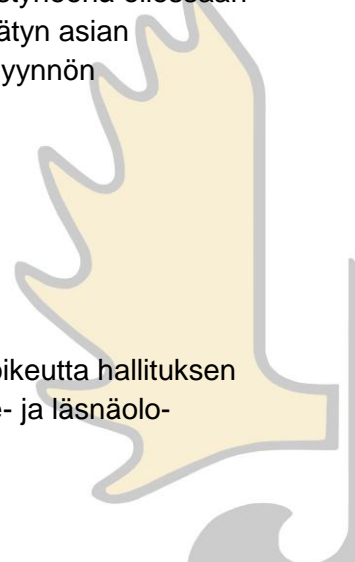 ätyn asian
yynnön
oikeutta hallituksen
- ja läsnäolo-